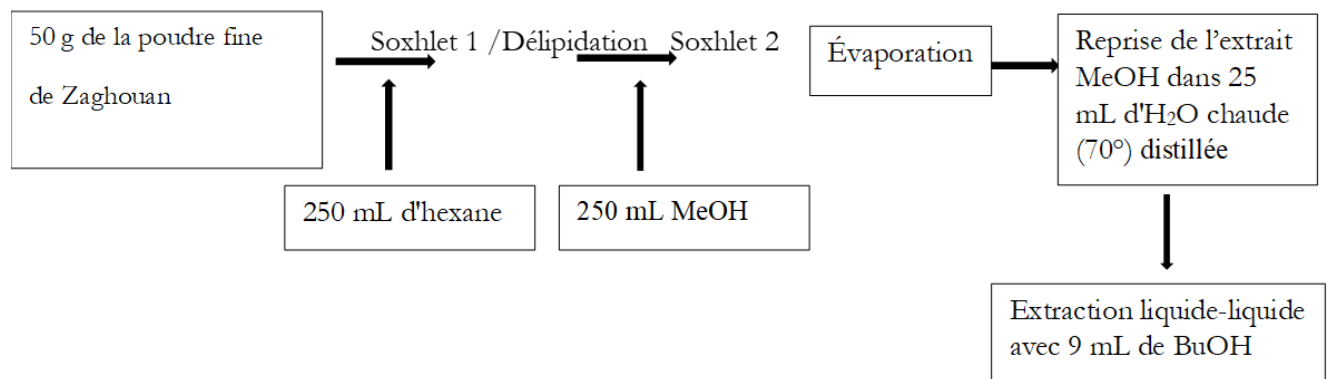 50 g de la poudre fine
de Zaghouan
Soxhlet 1 /Délipidation
Soxhlet 2
Évaporation
Reprise de l'extrait
MeOH dans 25
mL d'H₂O chaude
(70°) distillée
250 mL d'hexane
250 mL MeOH
Extraction liquide-liquide
avec 9 mL de BuOH